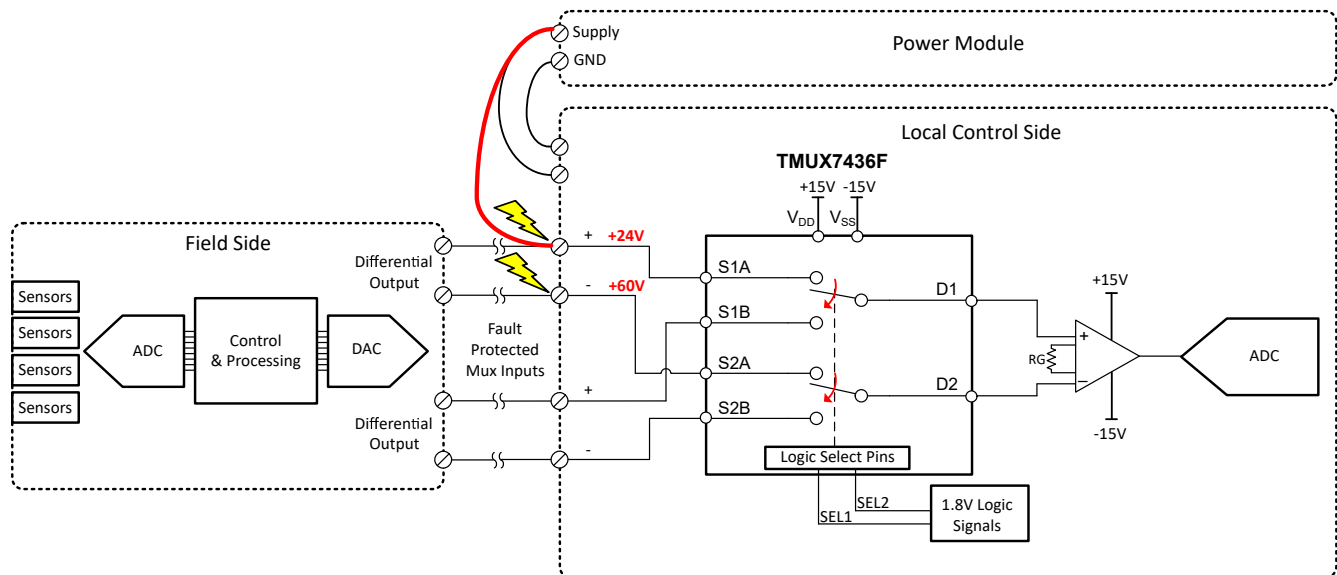 Supply
GND
Power Module
Local Control Side
TMUX7436F
+15V
-15V
VDD
VSS
Field Side
Sensors
Sensors
Sensors
Sensors
ADC
Control
& Processing
DAC
Differential
Output
Differential
Output
Fault
Protected
Mux Inputs
+
+24V
-
+60V
+
-
S1A
S1B
S2A
S2B
D1
D2
Logic Select Pins
SEL2
SEL1
1.8V Logic
Signals
+15V
+
RG
−
-15V
ADC